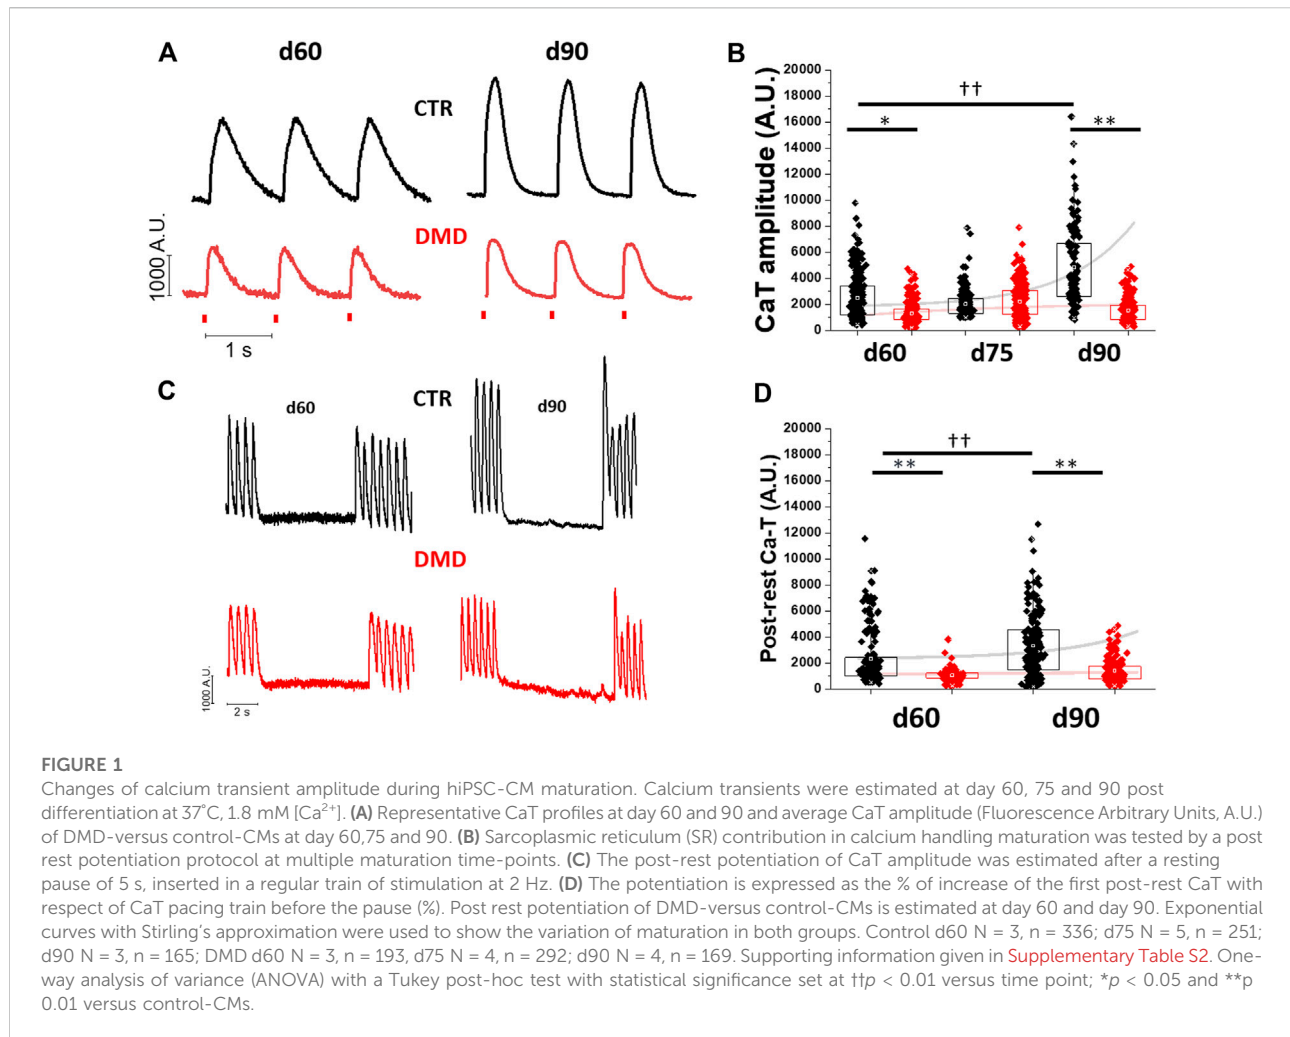 A
d60
d90
CTR
DMD
1000 A.U.
1 s
B
CaT amplitude (A.U.)
20000
18000
16000
14000
12000
10000
8000
6000
4000
2000
0
††
*
**
d60
d75
d90
C
d60
CTR
d90
DMD
1000 A.U.
2 s
D
Post-rest Ca-T (A.U.)
20000
18000
16000
14000
12000
10000
8000
6000
4000
2000
0
††
**
**
d60
d90
FIGURE 1
Changes of calcium transient amplitude during hiPSC-CM maturation. Calcium transients were estimated at day 60, 75 and 90 post
differentiation at 37°C, 1.8 mM [Ca²⁺]. (A) Representative CaT profiles at day 60 and 90 and average CaT amplitude (Fluorescence Arbitrary Units, A.U.)
of DMD-versus control-CMs at day 60,75 and 90. (B) Sarcoplasmic reticulum (SR) contribution in calcium handling maturation was tested by a post
rest potentiation protocol at multiple maturation time-points. (C) The post-rest potentiation of CaT amplitude was estimated after a resting
pause of 5 s, inserted in a regular train of stimulation at 2 Hz. (D) The potentiation is expressed as the % of increase of the first post-rest CaT with
respect of CaT pacing train before the pause (%). Post rest potentiation of DMD-versus control-CMs is estimated at day 60 and day 90. Exponential
curves with Stirling's approximation were used to show the variation of maturation in both groups. Control d60 N = 3, n = 336; d75 N = 5, n = 251;
d90 N = 3, n = 165; DMD d60 N = 3, n = 193, d75 N = 4, n = 292; d90 N = 4, n = 169. Supporting information given in Supplementary Table S2. One-
way analysis of variance (ANOVA) with a Tukey post-hoc test with statistical significance set at ††p < 0.01 versus time point; *p < 0.05 and **p
0.01 versus control-CMs.